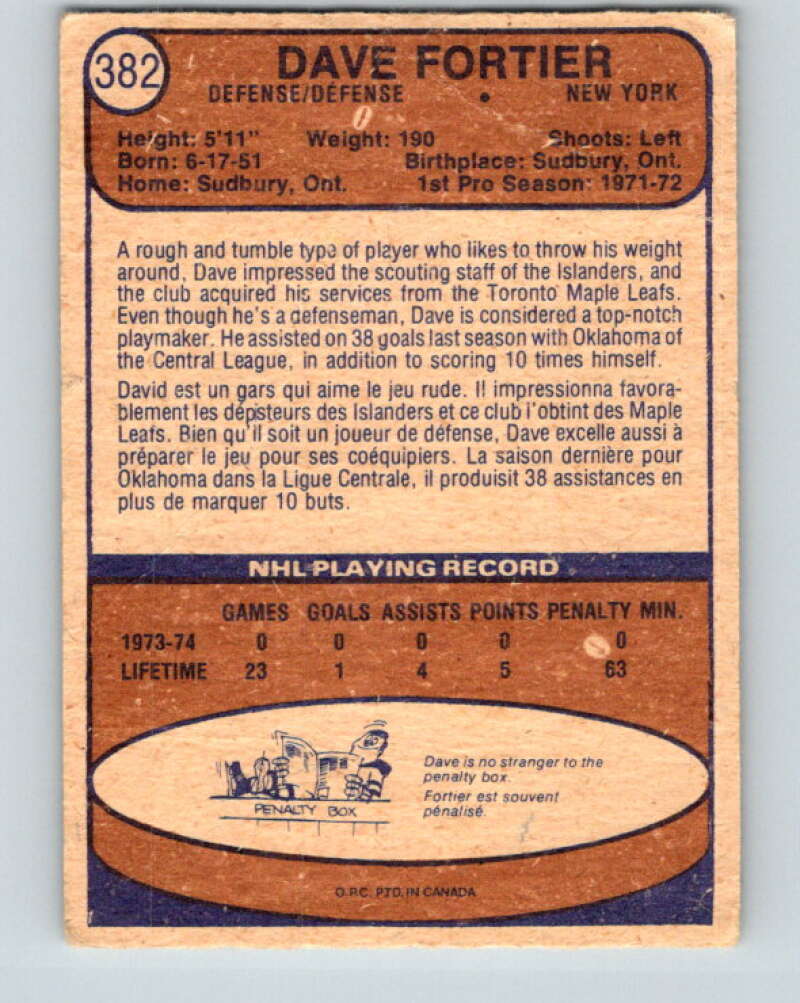 382
DAVE FORTIER
DEFENSE/DÉFENSE • NEW YORK
Height: 5'11" Weight: 190 Shoots: Left
Born: 6-17-51 Birthplace: Sudbury, Ont.
Home: Sudbury, Ont. 1st Pro Season: 1971-72
A rough and tumble type of player who likes to throw his weight
around, Dave impressed the scouting staff of the Islanders, and
the club acquired his services from the Toronto Maple Leafs.
Even though he's a defenseman, Dave is considered a top-notch
playmaker. He assisted on 38 goals last season with Oklahoma of
the Central League, in addition to scoring 10 times himself.
David est un gars qui aime le jeu rude. Il impressionna favora-
blement les dépisteurs des Islanders et ce club l'obtint des Maple
Leafs. Bien qu'il soit un joueur de défense, Dave excelle aussi à
préparer le jeu pour ses coéquipiers. La saison dernière pour
Oklahoma dans la Ligue Centrale, il produisit 38 assistances en
plus de marquer 10 buts.
NHL PLAYING RECORD
GAMES GOALS ASSISTS POINTS PENALTY MIN.
1973-74 0 0 0 0 0
LIFETIME 23 1 4 5 63
Dave is no stranger to the
penalty box.
Fortier est souvent
pénalisé.
PENALTY BOX
O.P.C. PTD. IN CANADA